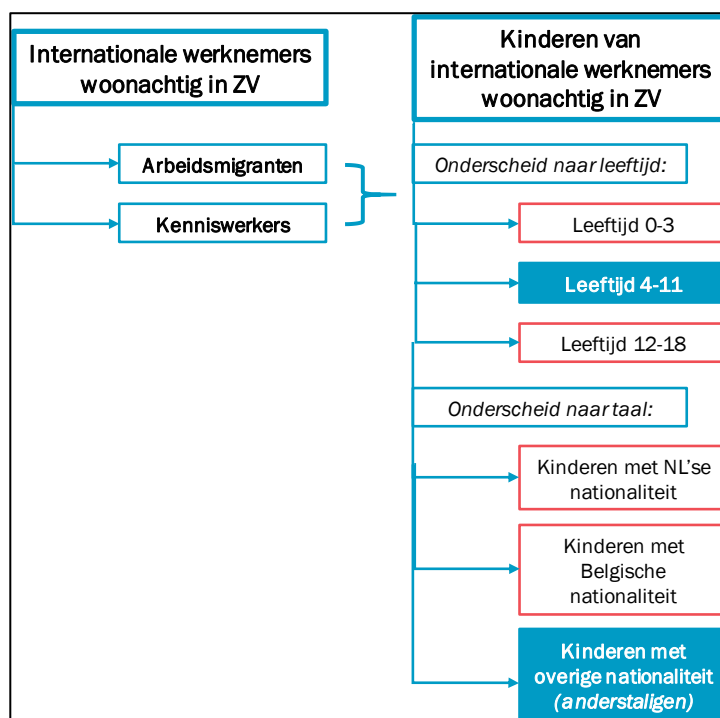 Internationale werknemers
woonachtig in ZV
Arbeidsmigranten
Kenniswerkers
Kinderen van
internationale werknemers
woonachtig in ZV
Onderscheid naar leeftijd:
Leeftijd 0-3
Leeftijd 4-11
Leeftijd 12-18
Onderscheid naar taal:
Kinderen met NL'se
nationaliteit
Kinderen met
Belgische
nationaliteit
Kinderen met
overige nationaliteit
(anderstaligen)